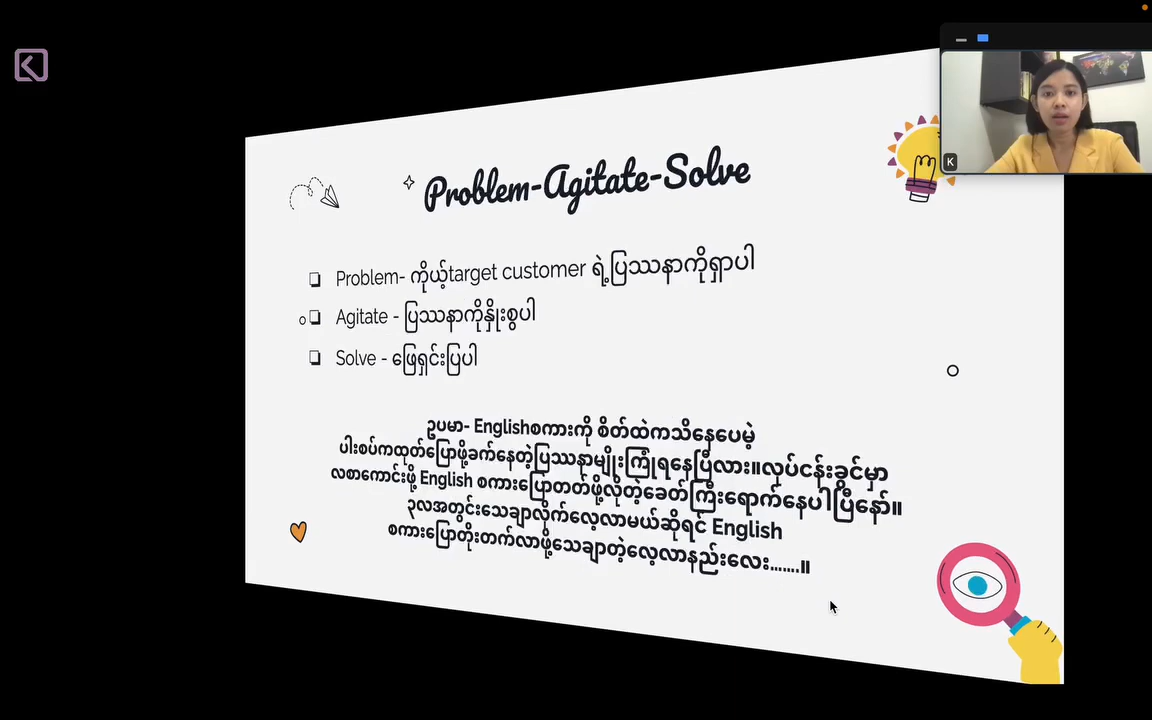 Problem-Agitate-Solve
Problem- ကိုယ့်target customer ရဲ့ပြဿနာကိုရှာပါ
Agitate - ပြဿနာကိုနှိုးစွပါ
Solve - ဖြေရှင်းပြပါ
ဥပမာ- Englishစကားကို စိတ်ထဲကသိနေပေမဲ့
ပါးစပ်ကထုတ်ပြောဖို့ခက်နေတဲ့ပြဿနာမျိုးကြုံရနေပြီလား။လုပ်ငန်းခွင်မှာ
လစာကောင်းဖို့ English စကားပြောတတ်ဖို့လိုတဲ့ခေတ်ကြီးရောက်နေပါပြီနော်။
၃လအတွင်းသေချာလိုက်လေ့လာမယ်ဆိုရင် English
စကားပြောတိုးတက်လာဖို့သေချာတဲ့လေ့လာနည်းလေး.......။
K